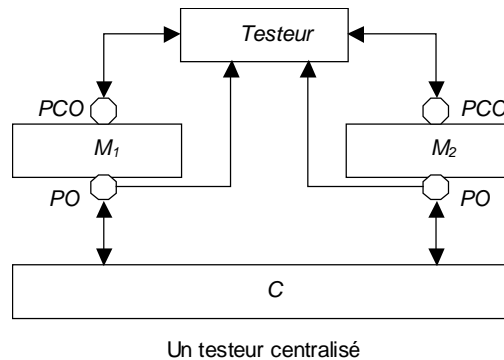 Testeur
PCO
PCO
M1
M2
PO
PO
C
Un testeur centralisé